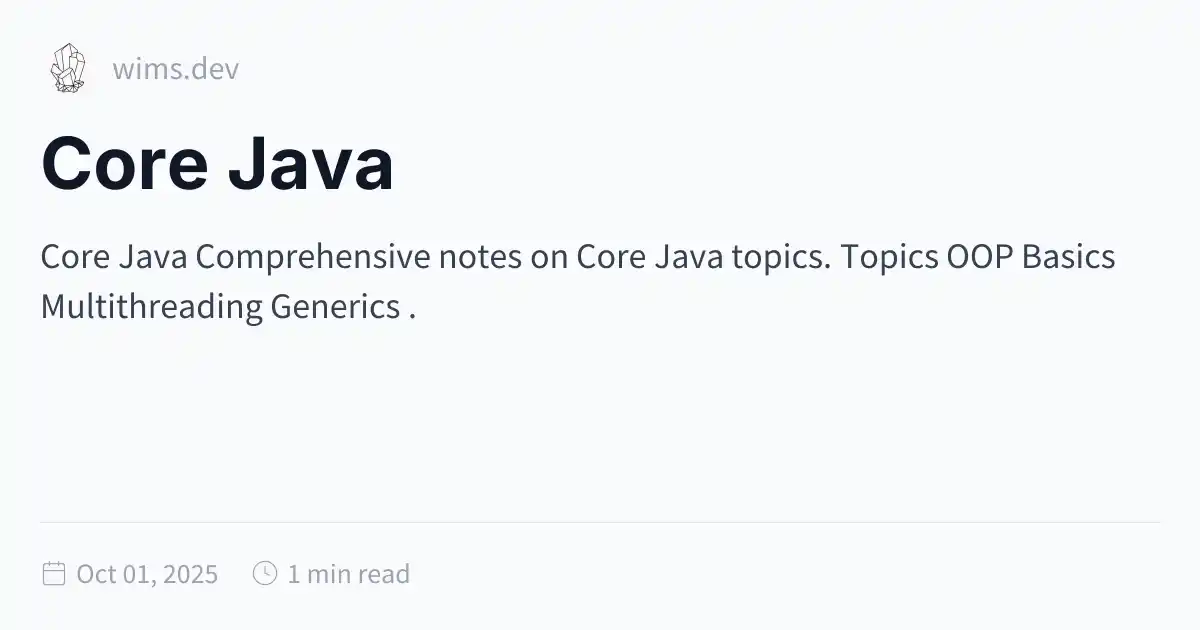 wims.dev
Core Java
Core Java Comprehensive notes on Core Java topics. Topics OOP Basics
Multithreading Generics .
Oct 01, 2025 1 min read